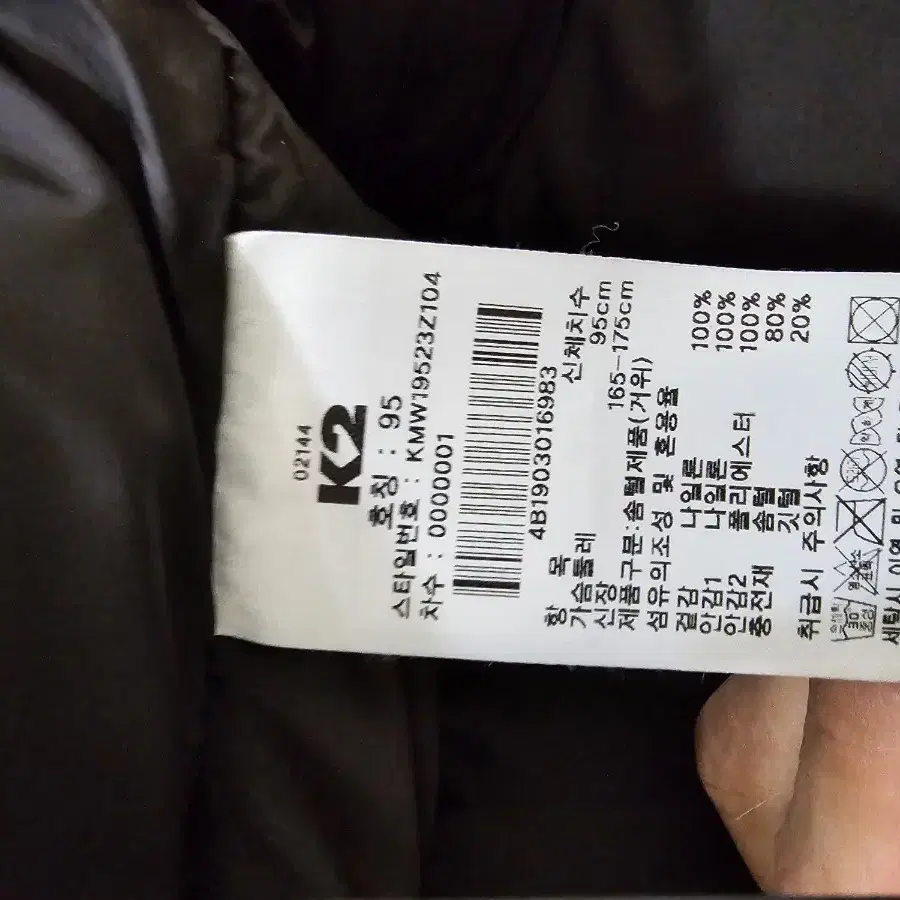 02144
K2
호칭 : 95
스타일번호 : KMW19523Z104
차수 : 0000001
4B1903016983
항 목 신체치수
가슴둘레 95cm
신장 165-175cm
제품구분:솜털제품(거위)
섬유의조성 및 혼용율
겉감 나일론 100%
안감1 나일론 100%
안감2 폴리에스터 100%
충전재 솜털 80%
깃털 20%
취급시 주의사항
30
중성